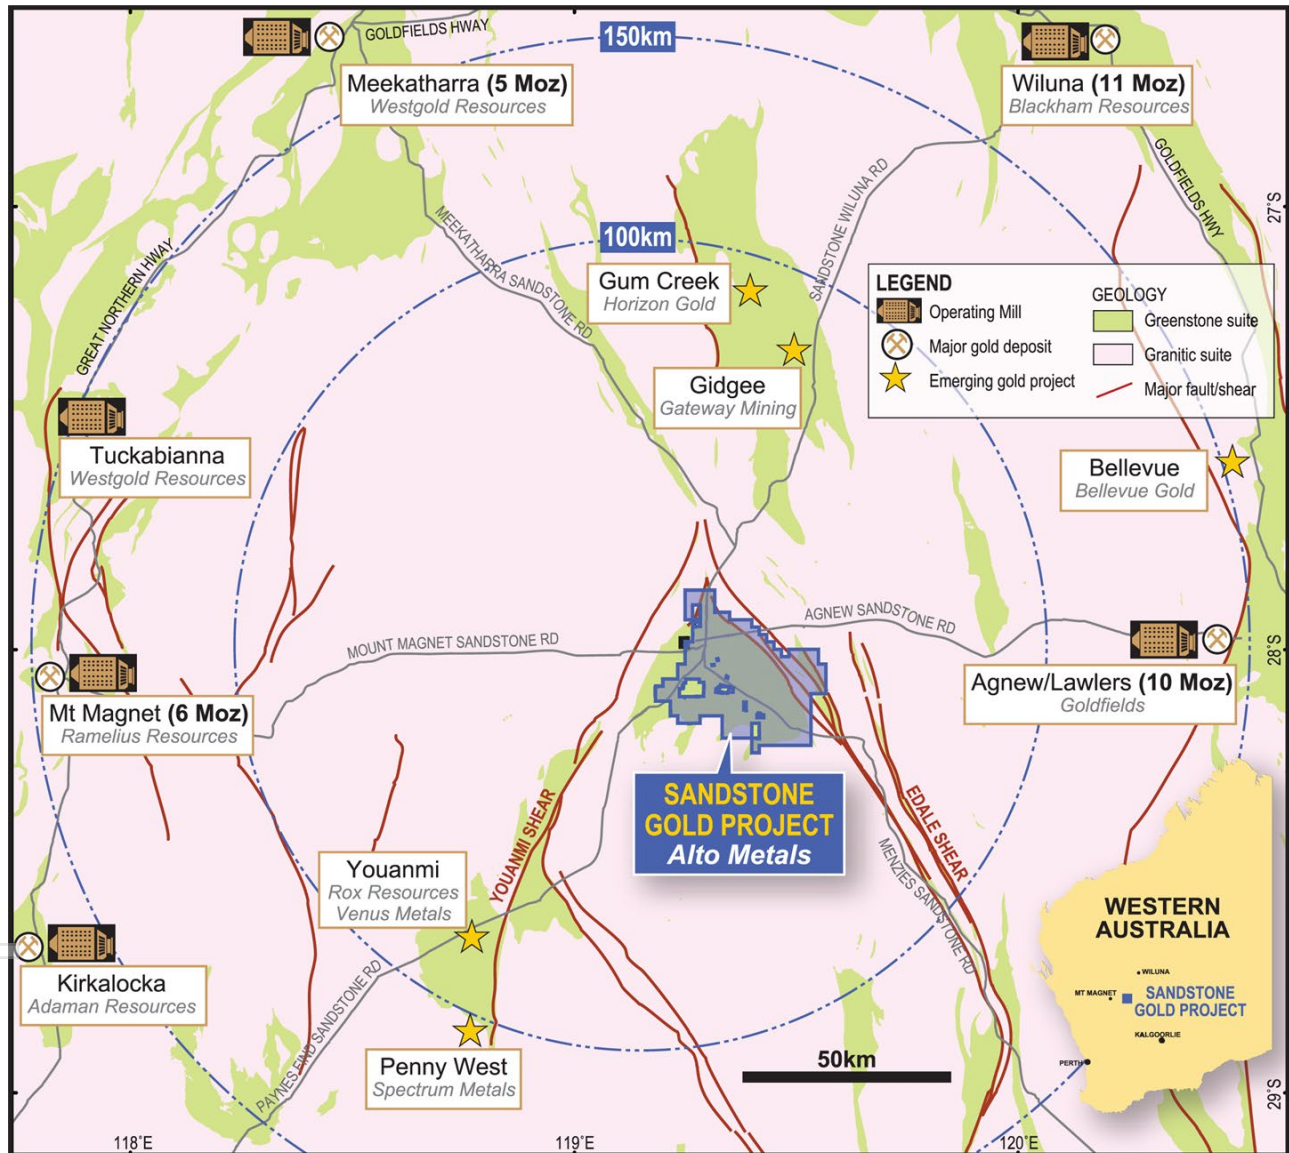 GOLDFIELDS HWAY
150km
Meekatharra (5 Moz)
Westgold Resources
Wiluna (11 Moz)
Blackham Resources
GOLDFIELDS HWY
27°S
SANDSTONE WILUNA RD
MEEKATHARRA SANDSTONE RD
GREAT NORTHERN HWAY
100km
Gum Creek
Horizon Gold
Gidgee
Gateway Mining
LEGEND
Operating Mill
Major gold deposit
Emerging gold project
GEOLOGY
Greenstone suite
Granitic suite
Major fault/shear
Tuckabianna
Westgold Resources
Bellevue
Bellevue Gold
MOUNT MAGNET SANDSTONE RD
AGNEW SANDSTONE RD
28°S
Mt Magnet (6 Moz)
Ramelius Resources
Agnew/Lawlers (10 Moz)
Goldfields
SANDSTONE
GOLD PROJECT
Alto Metals
YOUANMI SHEAR
EDALE SHEAR
MENZIES SANDSTONE RD
Youanmi
Rox Resources
Venus Metals
Kirkalocka
Adaman Resources
PAYNES FIND SANDSTONE RD
Penny West
Spectrum Metals
50km
WESTERN
AUSTRALIA
WILUNA
MT MAGNET
SANDSTONE
GOLD PROJECT
KALGOORLIE
PERTH
29°S
118°E
119°E
120°E